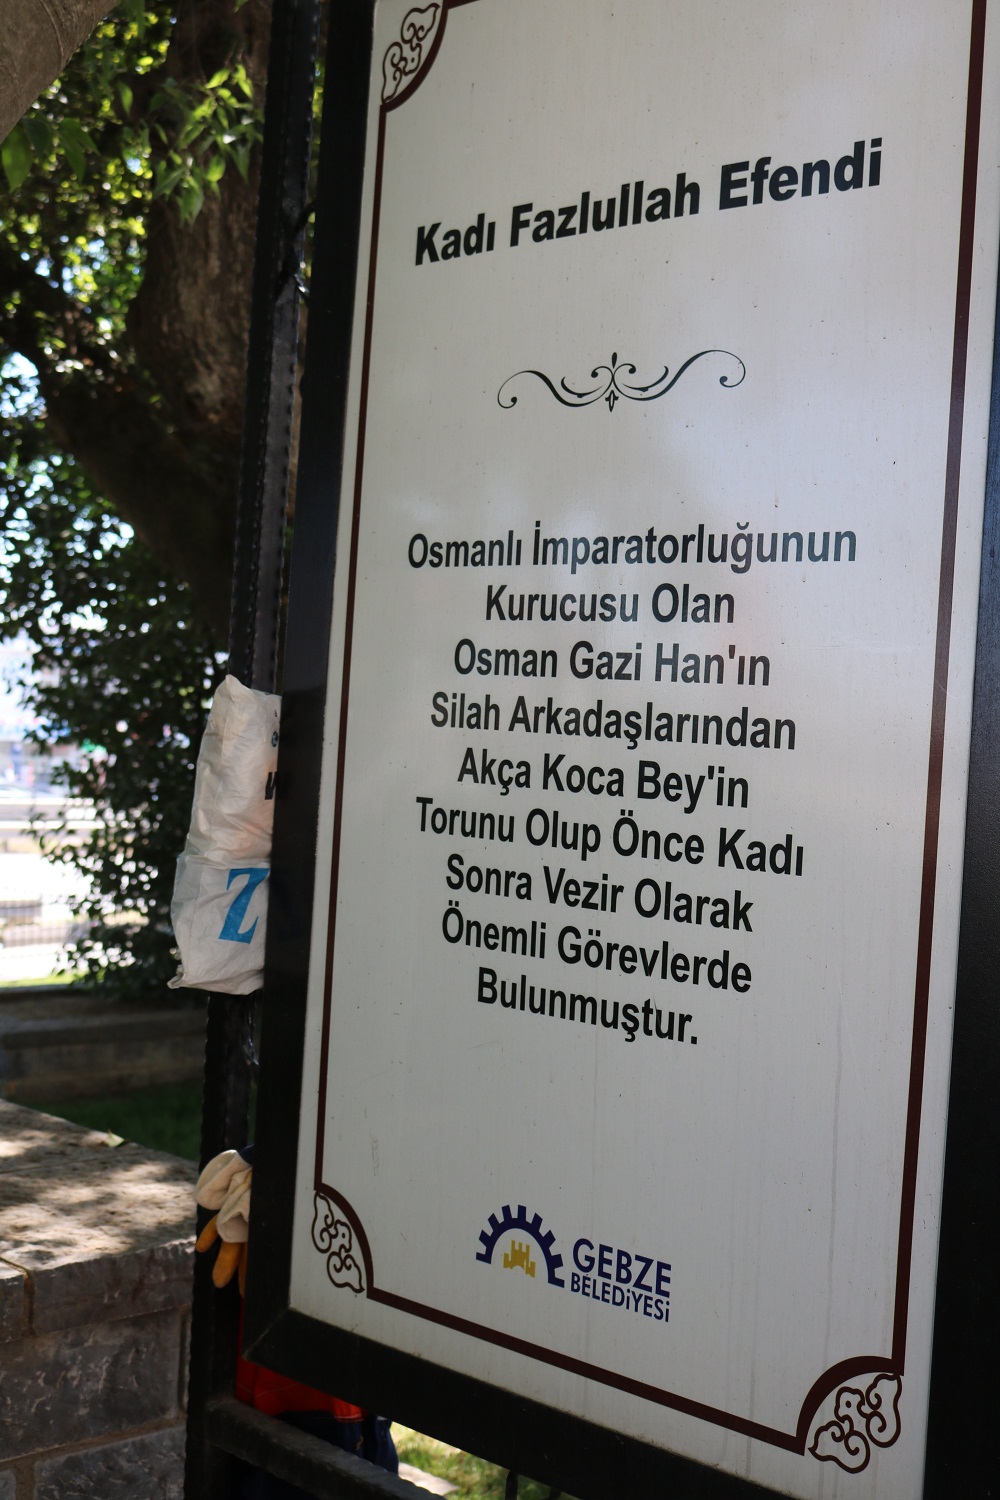 Kadı Fazlullah Efendi
Osmanlı İmparatorluğunun
Kurucusu Olan
Osman Gazi Han'ın
Silah Arkadaşlarından
Akça Koca Bey'in
Torunu Olup Önce Kadı
Sonra Vezir Olarak
Önemli Görevlerde
Bulunmuştur.
GEBZE
BELEDİYESİ
Z